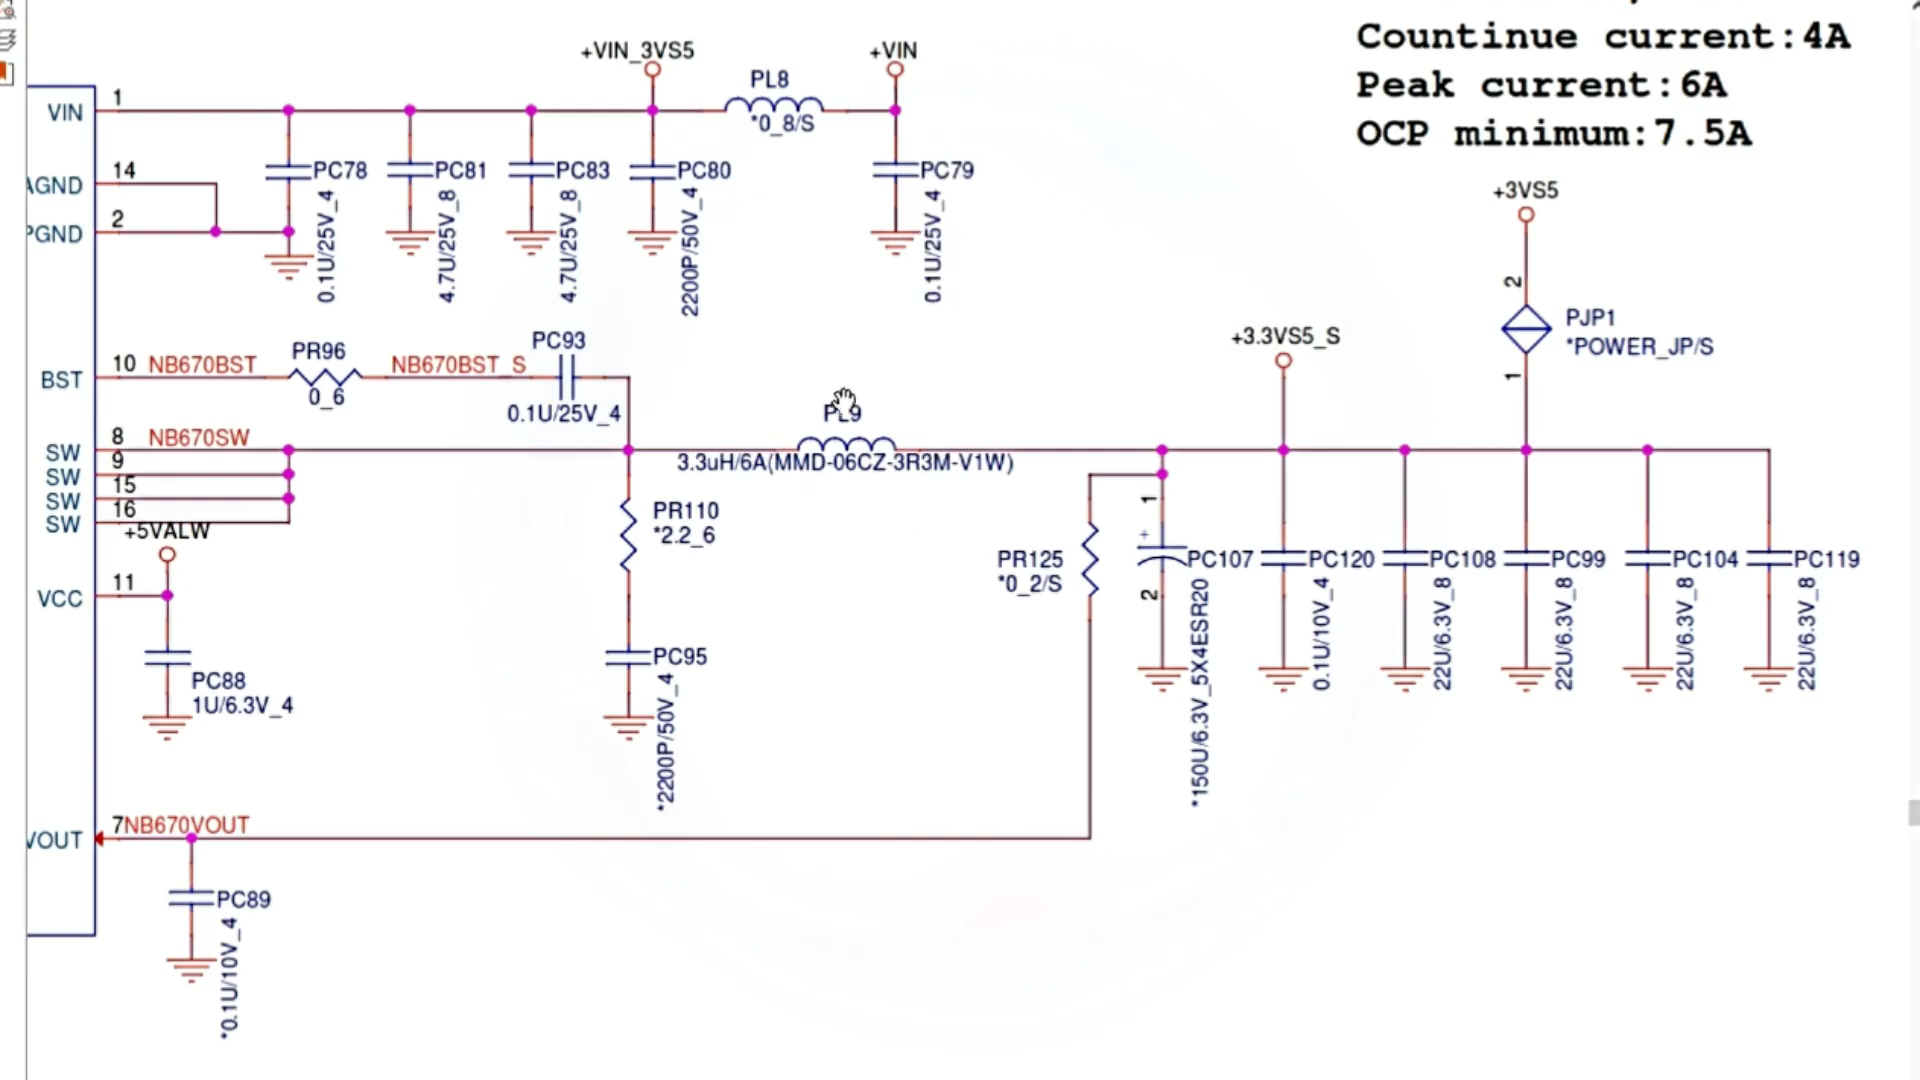 Countinue current:4A
Peak current:6A
OCP minimum:7.5A
+VIN_3VS5
+VIN
PL8
*0_8/S
VIN
1
AGND
14
PGND
2
PC78
0.1U/25V_4
PC81
4.7U/25V_8
PC83
4.7U/25V_8
PC80
2200P/50V_4
PC79
0.1U/25V_4
+3VS5
2
PJP1
*POWER_JP/S
1
+3.3VS5_S
BST
10
NB670BST
PR96
0_6
NB670BST_S
PC93
0.1U/25V_4
SW
8
NB670SW
SW
9
SW
15
SW
16
PL9
3.3uH/6A(MMD-06CZ-3R3M-V1W)
+5VALW
VCC
11
PC88
1U/6.3V_4
PR110
*2.2_6
PC95
*2200P/50V_4
PR125
*0_2/S
1
+
2
PC107
*150U/6.3V_5X4ESR20
PC120
0.1U/10V_4
PC108
22U/6.3V_8
PC99
22U/6.3V_8
PC104
22U/6.3V_8
PC119
22U/6.3V_8
VOUT
7
NB670VOUT
PC89
*0.1U/10V_4